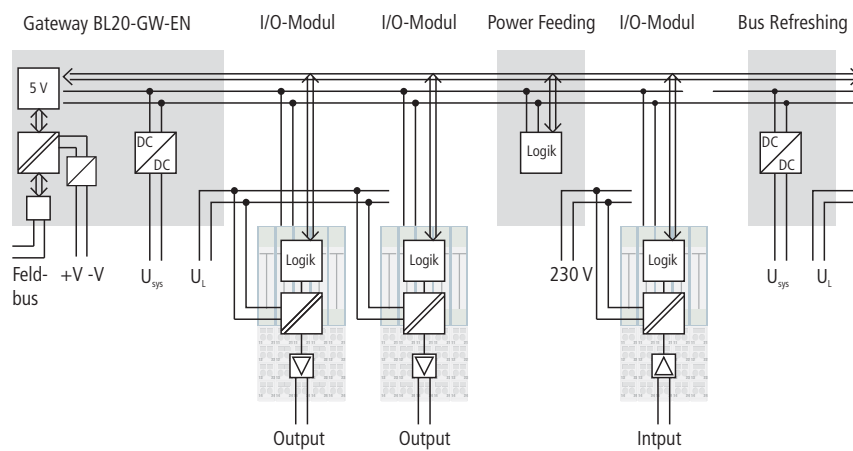 Gateway BL20-GW-EN I/O-Modul I/O-Modul Power Feeding I/O-Modul Bus Refreshing
5 V
DC
DC
Logik
DC
DC
Logik
Logik
Logik
Feld-
bus
+V -V
Usys
UL
230 V
Usys
UL
Output
Output
Intput